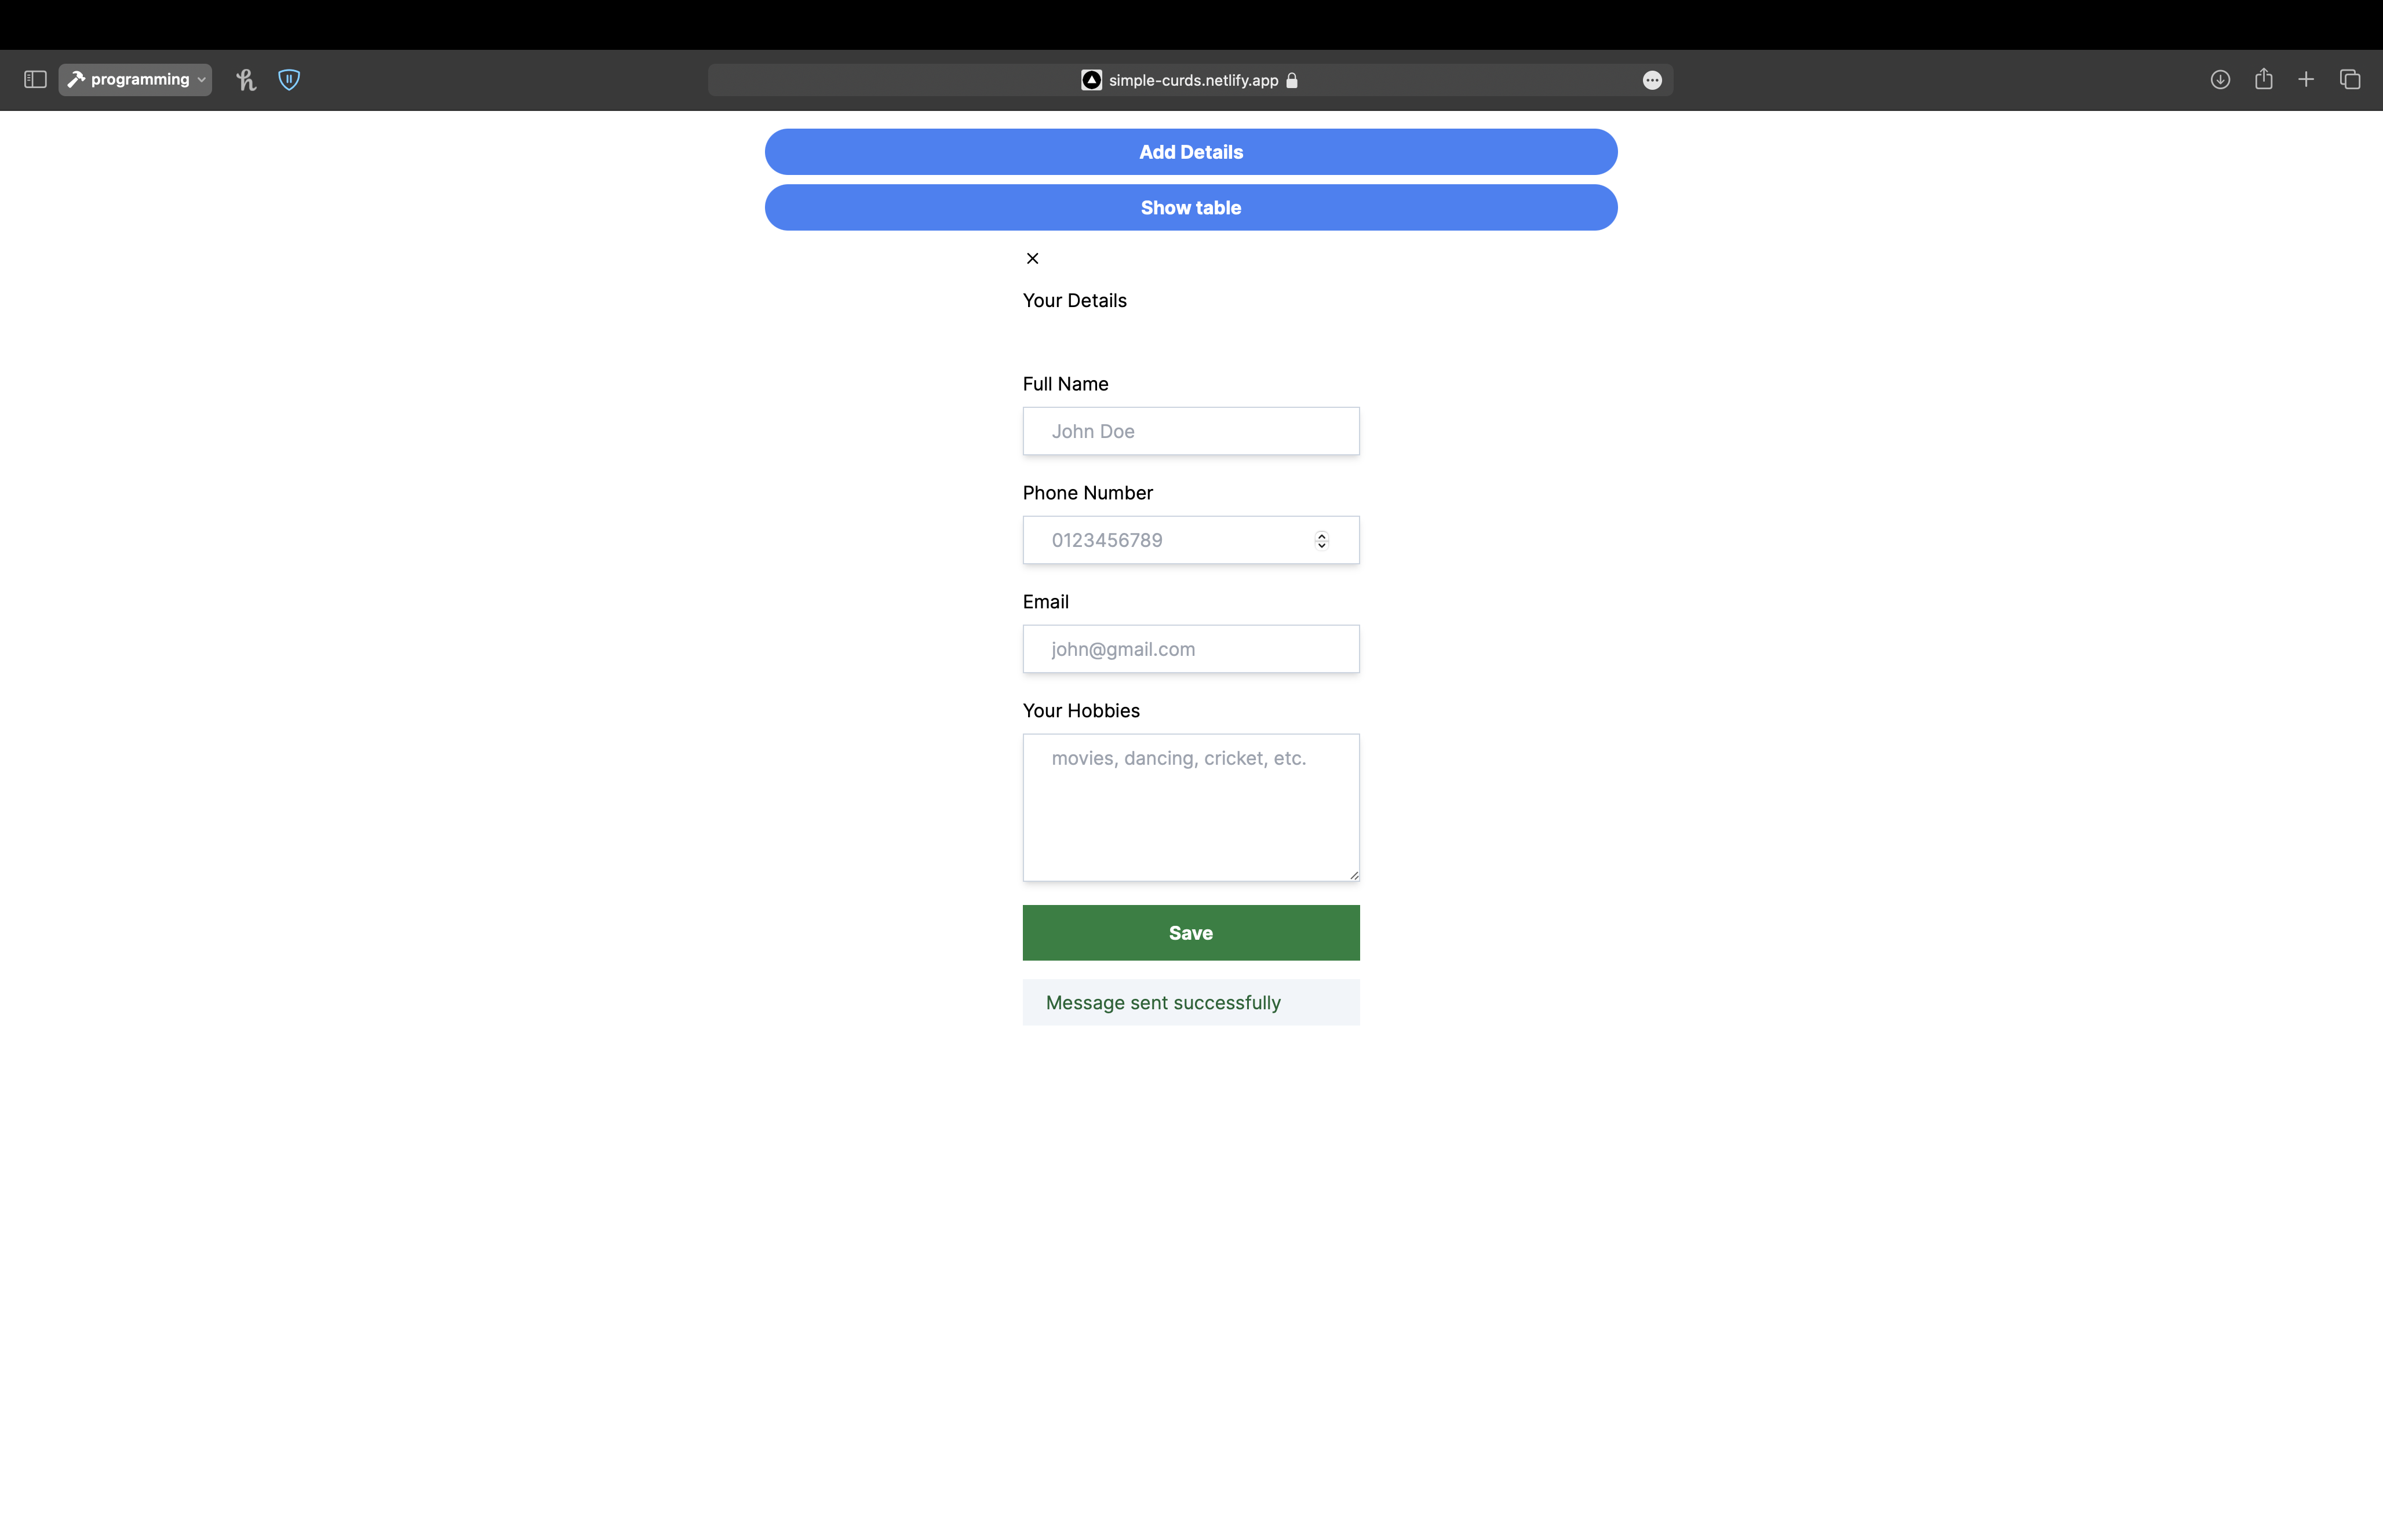 programming
simple-curds.netlify.app
Add Details
Show table
Your Details
Full Name
John Doe
Phone Number
0123456789
Email
john@gmail.com
Your Hobbies
movies, dancing, cricket, etc.
Save
Message sent successfully